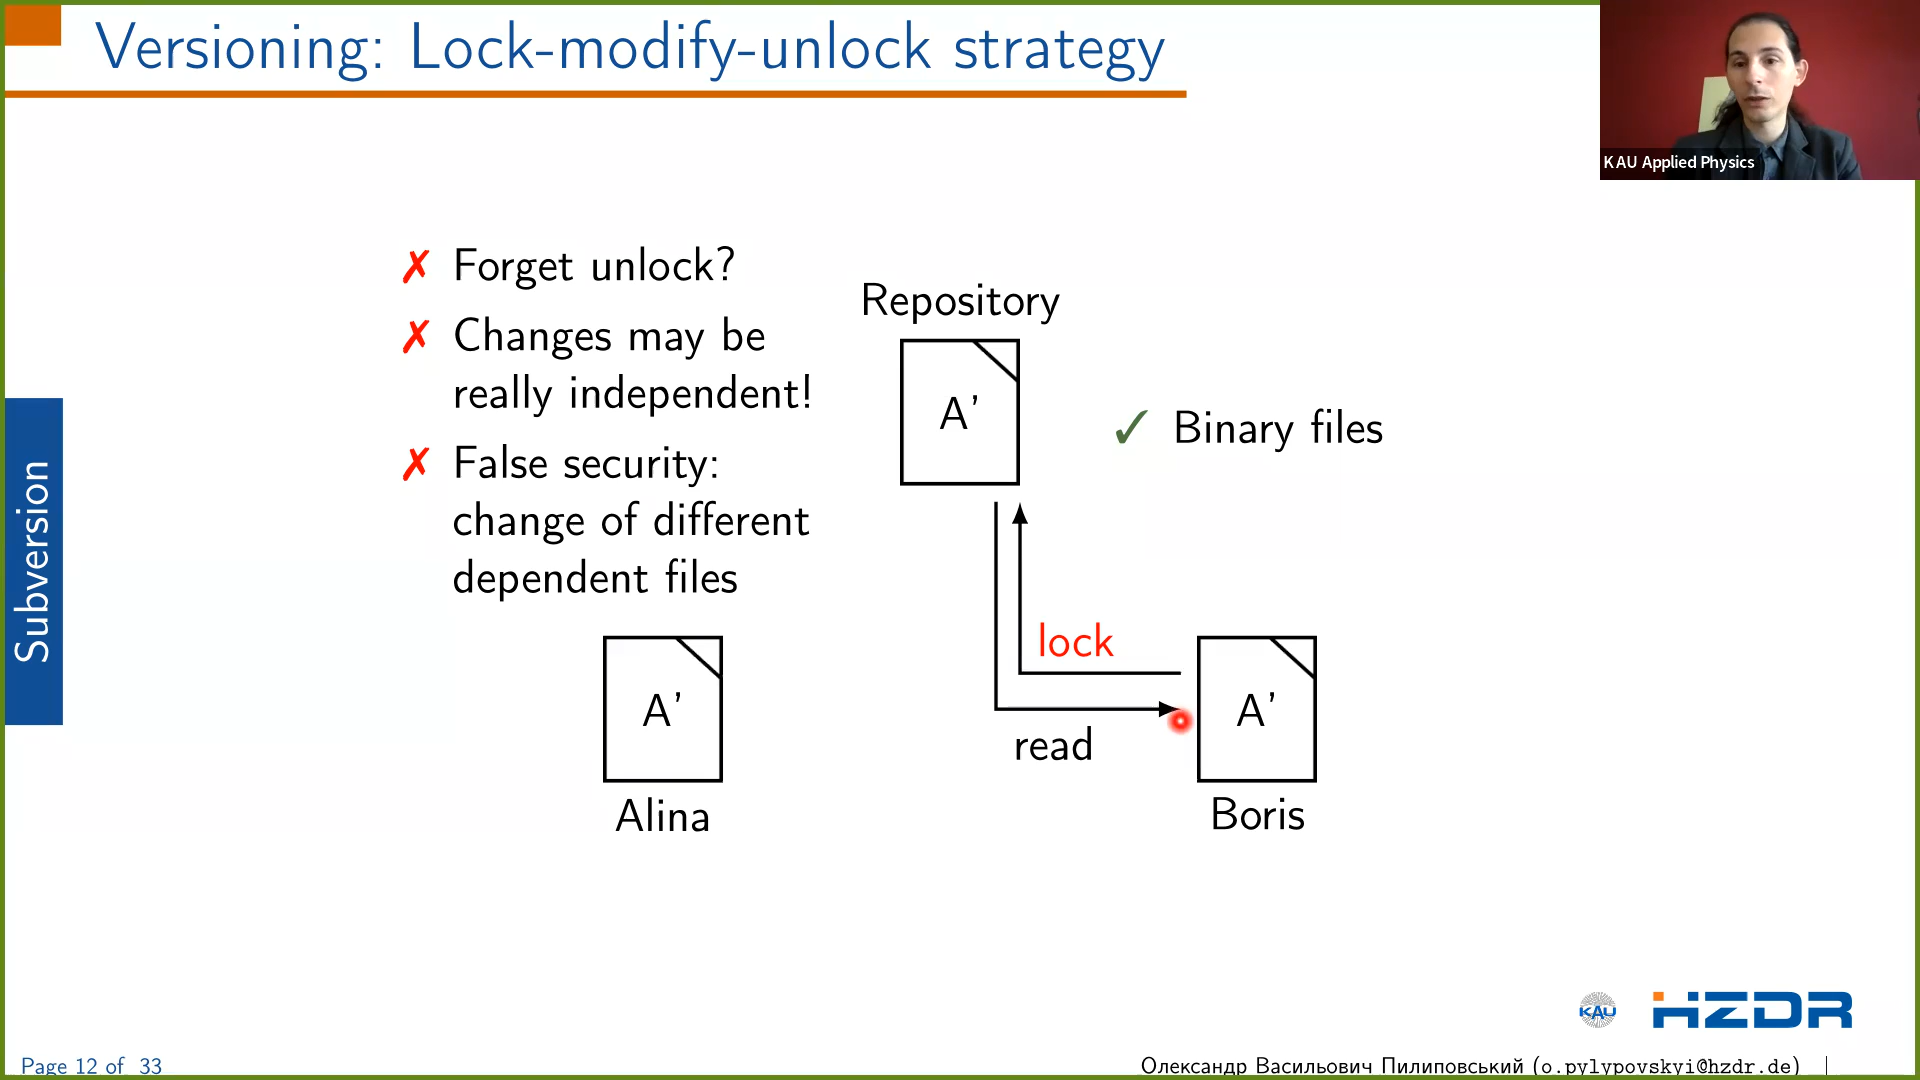 Versioning: Lock-modify-unlock strategy
KAU Applied Physics
✗ Forget unlock?
✗ Changes may be
really independent!
✗ False security:
change of different
dependent files
Repository
A'
✓ Binary files
lock
read
A'
Alina
A'
Boris
Subversion
KAU
HZDR
Page 12 of 33
Олександр Васильович Пилиповський (o.pylypovskyi@hzdr.de) |